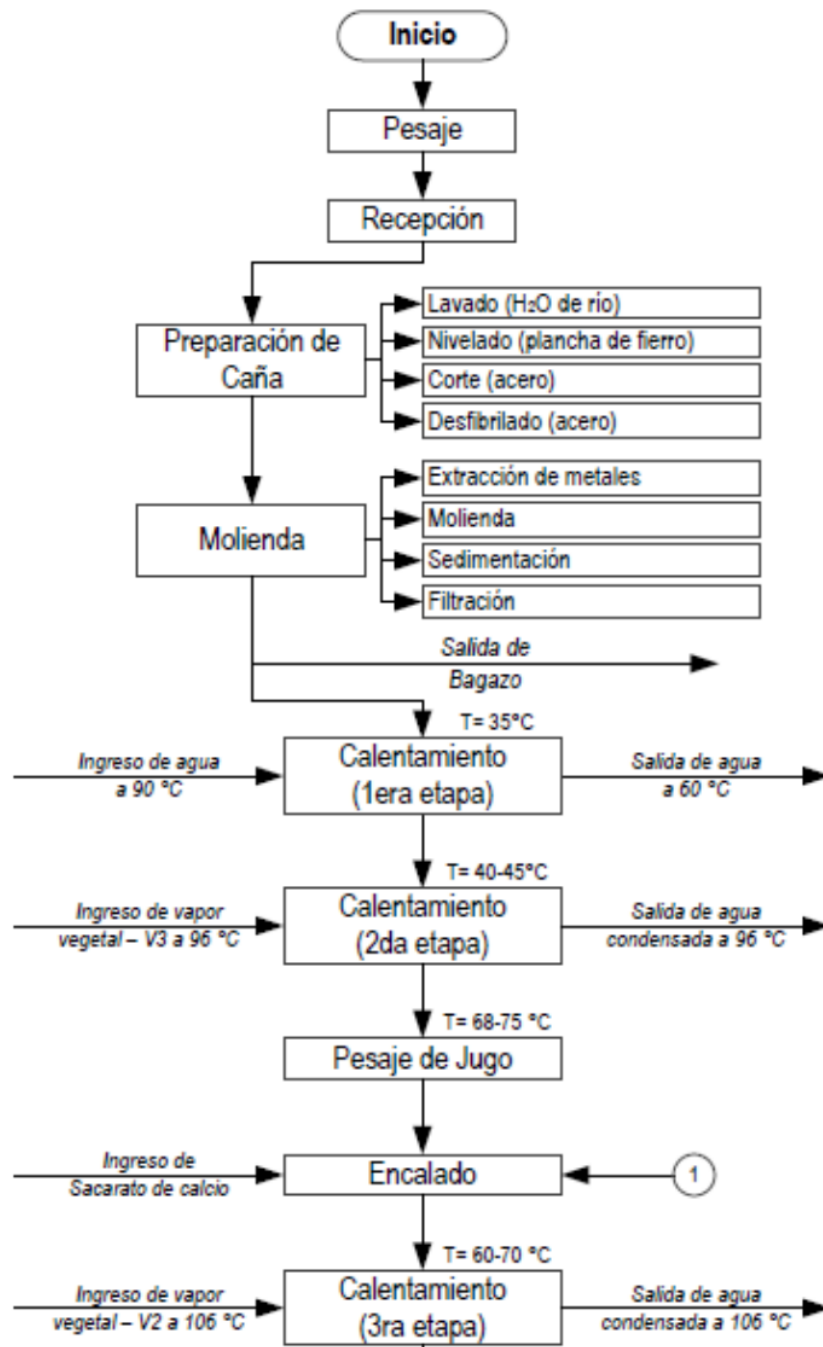 Inicio
Pesaje
Recepción
Preparación de
Caña
Lavado (H₂O de río)
Nivelado (plancha de fierro)
Corte (acero)
Desfibrilado (acero)
Molienda
Extracción de metales
Molienda
Sedimentación
Filtración
Salida de
Bagazo
T= 35°C
Ingreso de agua
a 90 °C
Calentamiento
(1era etapa)
Salida de agua
a 60 °C
T= 40-45°C
Ingreso de vapor
vegetal – V3 a 96 °C
Calentamiento
(2da etapa)
Salida de agua
condensada a 96 °C
T= 68-75 °C
Pesaje de Jugo
Ingreso de
Sacarato de calcio
Encalado
1
T= 60-70 °C
Ingreso de vapor
vegetal – V2 a 106 °C
Calentamiento
(3ra etapa)
Salida de agua
condensada a 106 °C